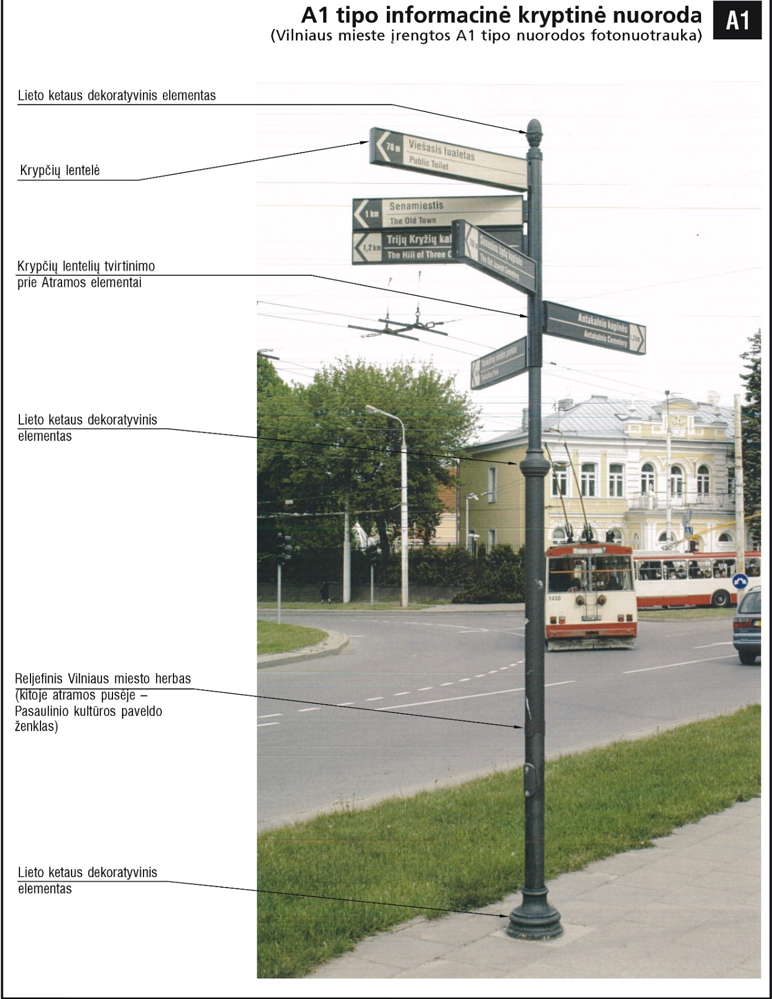 A1 tipo informacinė kryptinė nuoroda
A1
(Vilniaus mieste įrengtos A1 tipo nuorodos fotonuotrauka)
Lieto ketaus dekoratyvinis elementas
Krypčių lentelė
Krypčių lentelių tvirtinimo
prie Atramos elementai
Lieto ketaus dekoratyvinis
elementas
Reljefinis Vilniaus miesto herbas
(kitoje atramos pusėje –
Pasaulinio kultūros paveldo
ženklas)
Lieto ketaus dekoratyvinis
elementas
70 m
Viešasis tualetas
Public Toilet
1 km
Senamiestis
The Old Town
1,2 km
Trijų Kryžių
The Hill of Three
Senosios žydų kapinės
The Old Jewish Cemetery
Antakalnio kapinės
Antakalnis Cemetery
1430